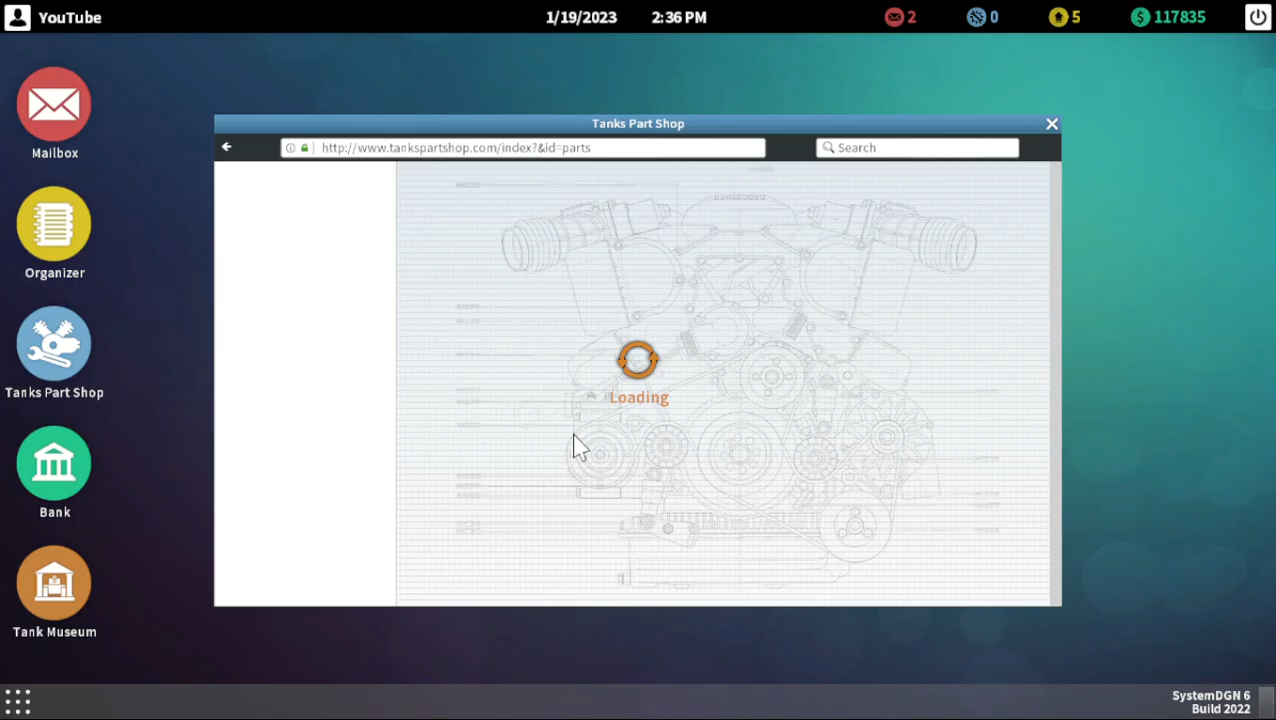 YouTube
1/19/2023 2:36 PM
2
0
5
117835
Mailbox
Organizer
Tanks Part Shop
Bank
Tank Museum
Tanks Part Shop
http://www.tankspartshop.com/index?&id=parts
Search
Loading
SystemDGN 6
Build 2022